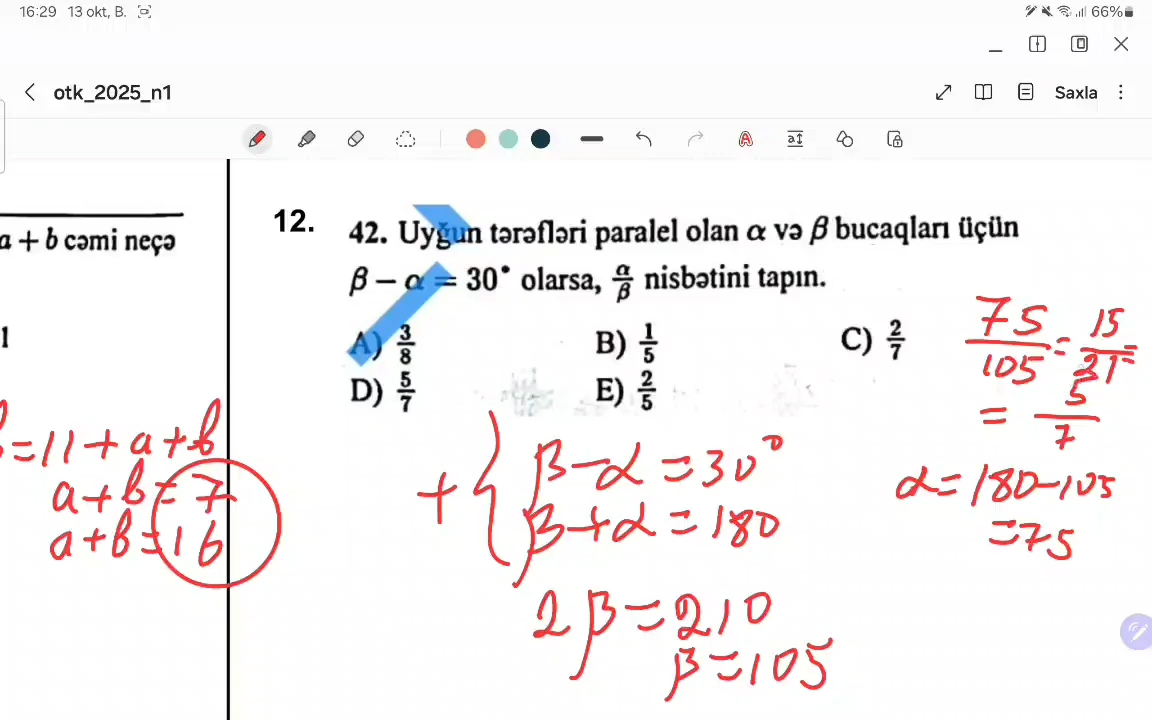 16:29 13 okt, B. 66%
otk_2025_n1 Saxla
a + b cəmi neçə
1
=11+a+b
a+b=7
a+b=16
12.
42. Uyğun tərəfləri paralel olan α və β bucaqları üçün
β − α = 30° olarsa, α/β nisbətini tapın.
A) 3/8 B) 1/5 C) 2/7
D) 5/7 E) 2/5
+{ β-α=30°
β+α=180
2β=210
β=105
75/105=15/21=
= 5/7
α=180-105
=75